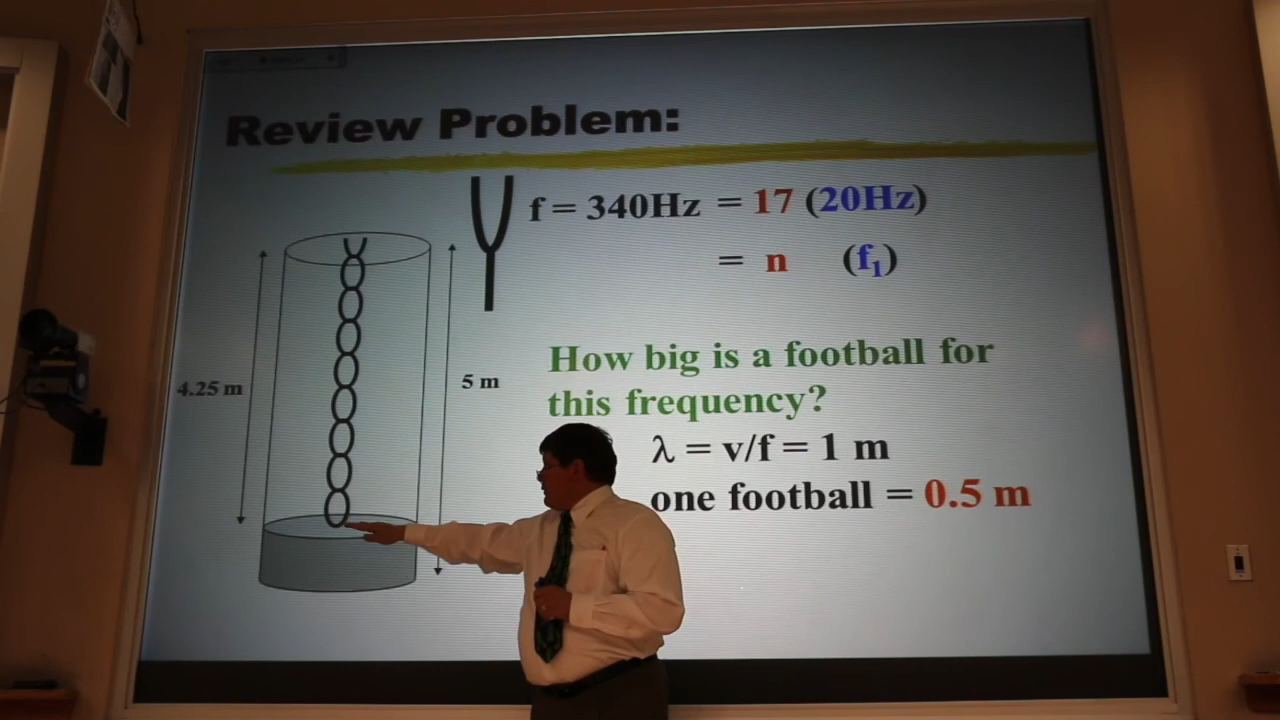 Review Problem:
f = 340Hz = 17 (20Hz)
= n (f₁)
4.25 m
5 m
How big is a football for
this frequency?
λ = v/f = 1 m
one football = 0.5 m